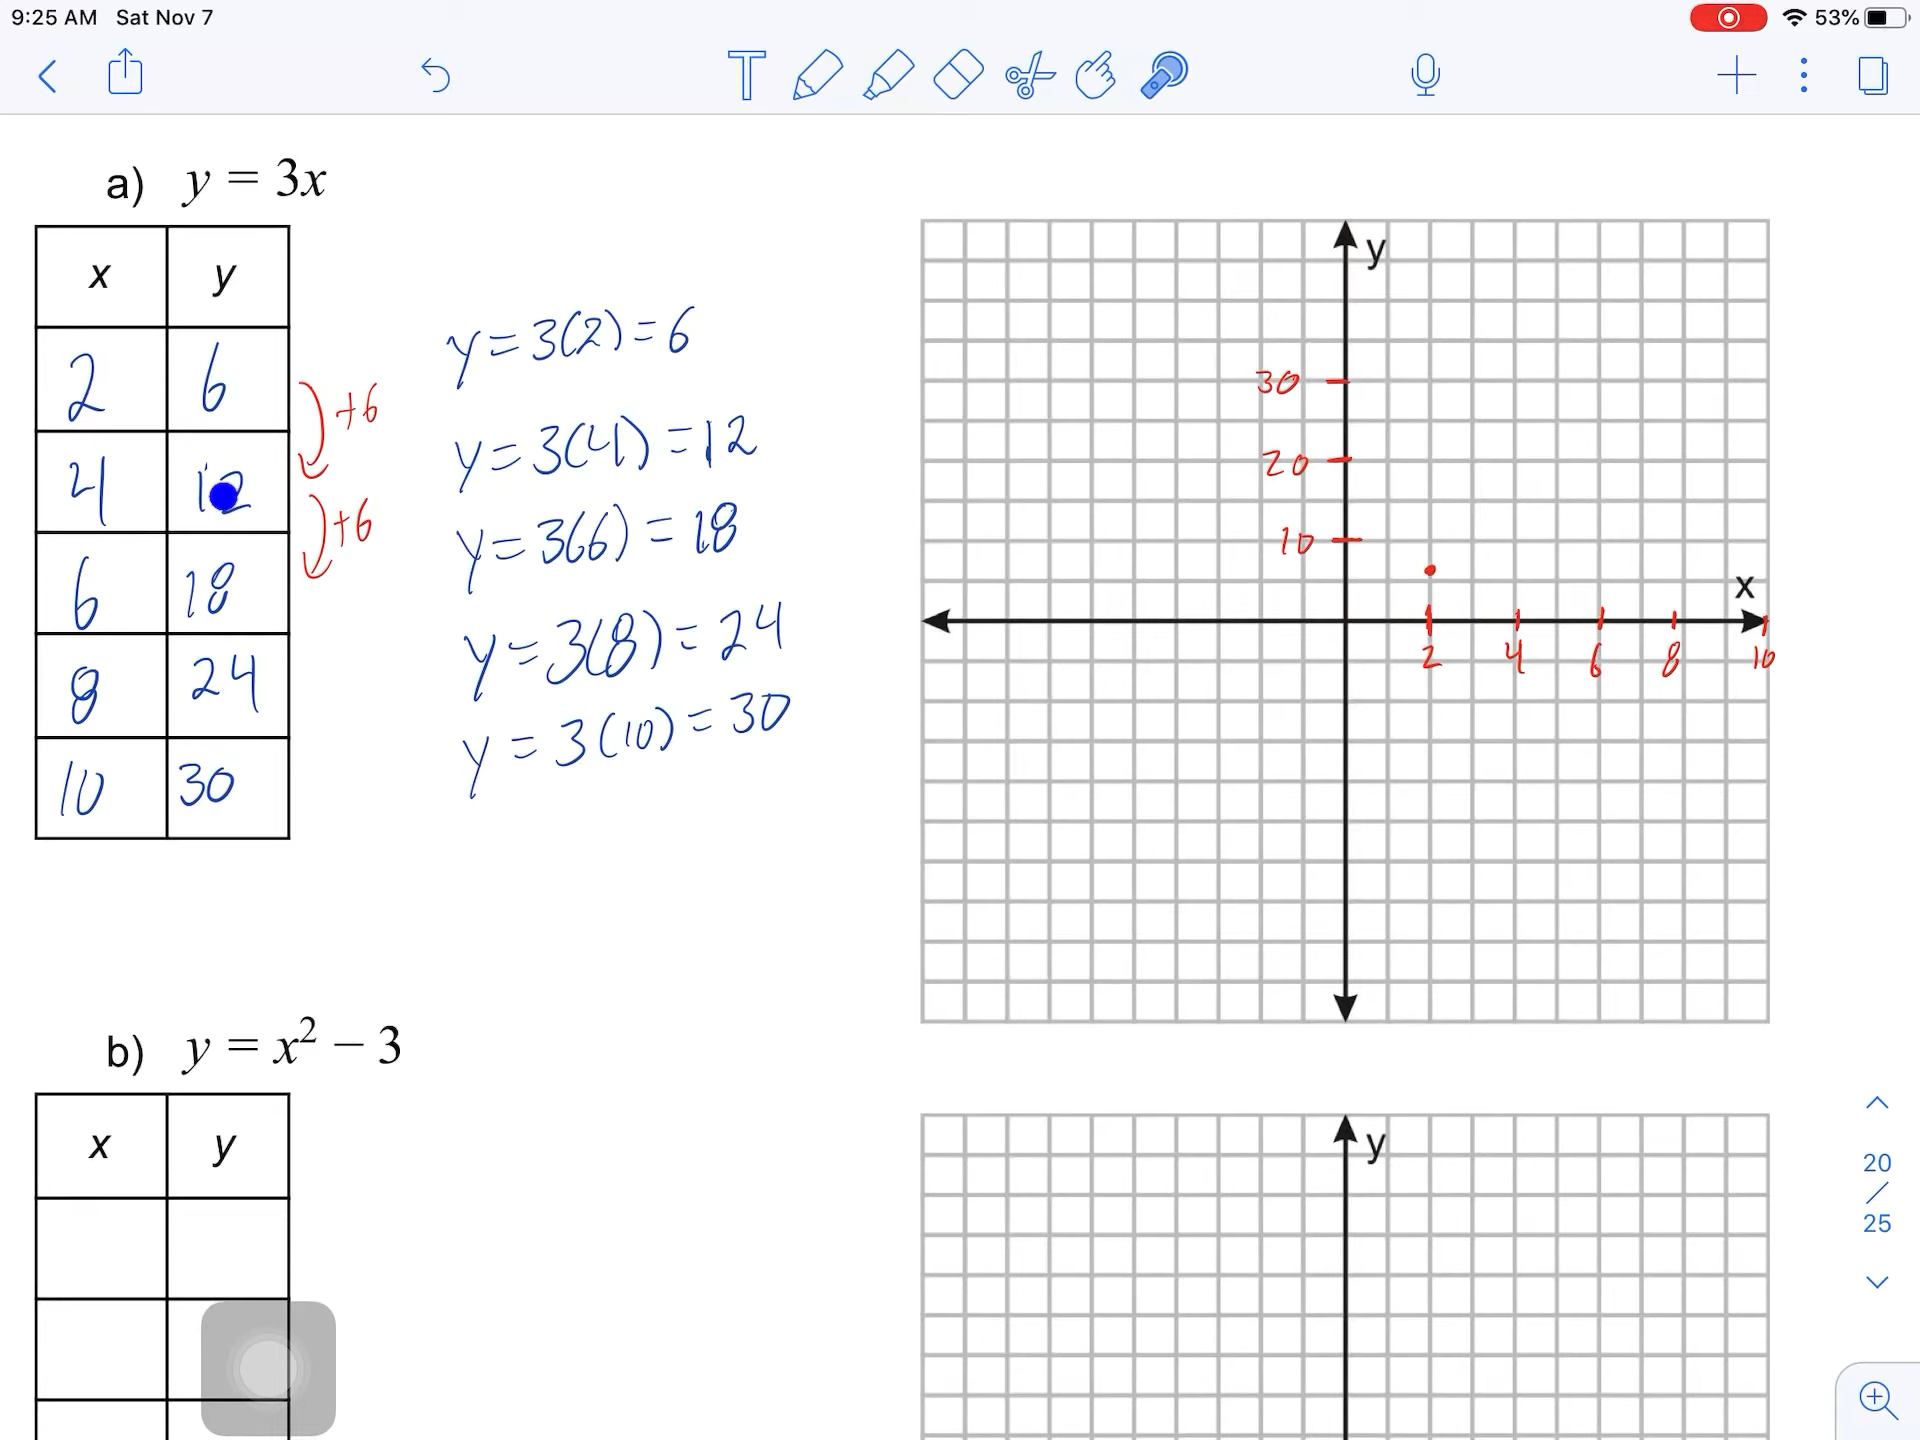 9:25 AM Sat Nov 7
53%
T
a) y = 3x
x y
2 6
4 12
6 18
8 24
10 30
+6
+6
y = 3(2) = 6
y = 3(4) = 12
y = 3(6) = 18
y = 3(8) = 24
y = 3(10) = 30
y
30
20
10
x
2 4 6 8 10
b) y = x² − 3
x y
y
20
/
25